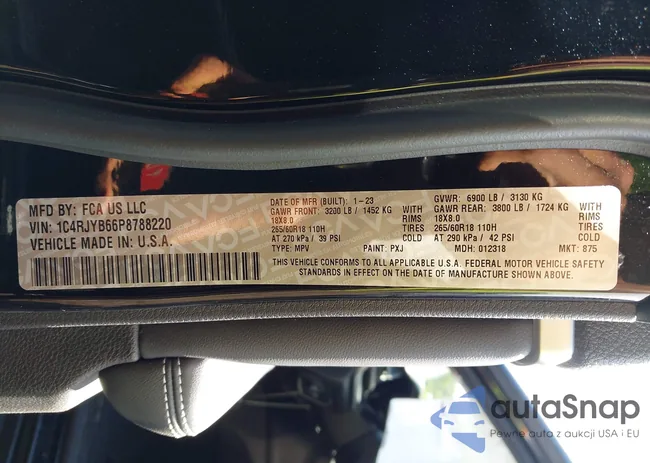 MFD BY: FCA US LLC
VIN: 1C4RJYB66P8788220
VEHICLE MADE IN U.S.A.
DATE OF MFR (BUILT): 1-23
GAWR FRONT: 3200 LB / 1452 KG WITH
18X8.0 RIMS
265/60R18 110H TIRES
AT 270 kPa / 39 PSI COLD
TYPE: MPV PAINT: PXJ
GVWR: 6900 LB / 3130 KG
GAWR REAR: 3800 LB / 1724 KG WITH
18X8.0 RIMS
265/60R18 110H TIRES
AT 290 kPa / 42 PSI COLD
MDH: 012318 MKT: 875
THIS VEHICLE CONFORMS TO ALL APPLICABLE U.S.A. FEDERAL MOTOR VEHICLE SAFETY
STANDARDS IN EFFECT ON THE DATE OF MANUFACTURE SHOWN ABOVE.
autaSnap
Pewne auto z aukcji USA i EU